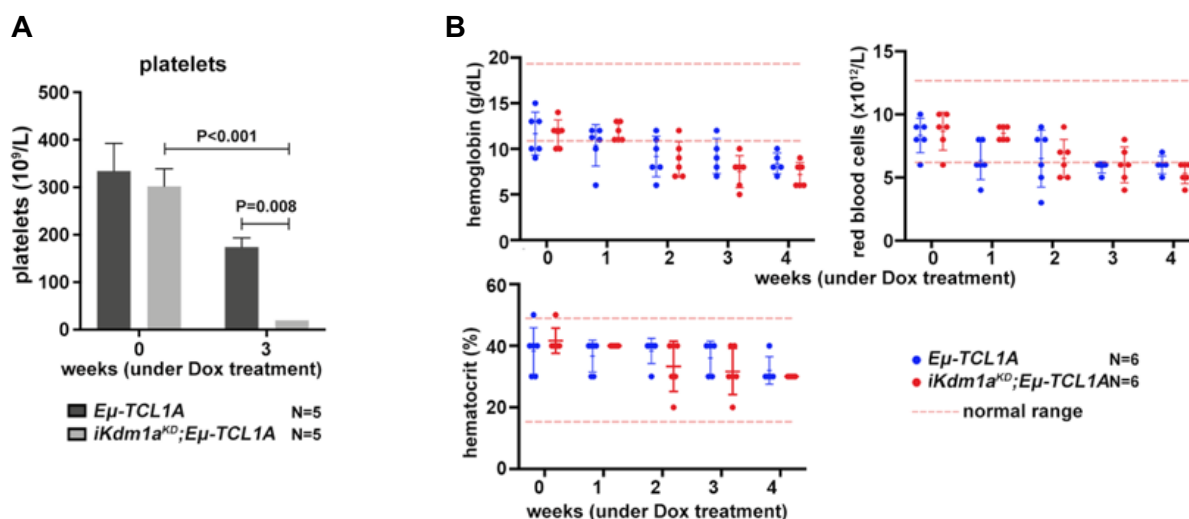 A
platelets
platelets (10⁹/L)
500
400
300
200
100
0
P<0.001
P=0.008
0 3
weeks (under Dox treatment)
Eμ-TCL1A N=5
iKdm1aᴷᴰ;Eμ-TCL1A N=5
B
hemoglobin (g/dL)
20
15
10
5
0
0 1 2 3 4
red blood cells (x10¹²/L)
15
10
5
0
0 1 2 3 4
weeks (under Dox treatment)
hematocrit (%)
60
40
20
0
0 1 2 3 4
weeks (under Dox treatment)
Eμ-TCL1A N=6
iKdm1aᴷᴰ;Eμ-TCL1A N=6
normal range